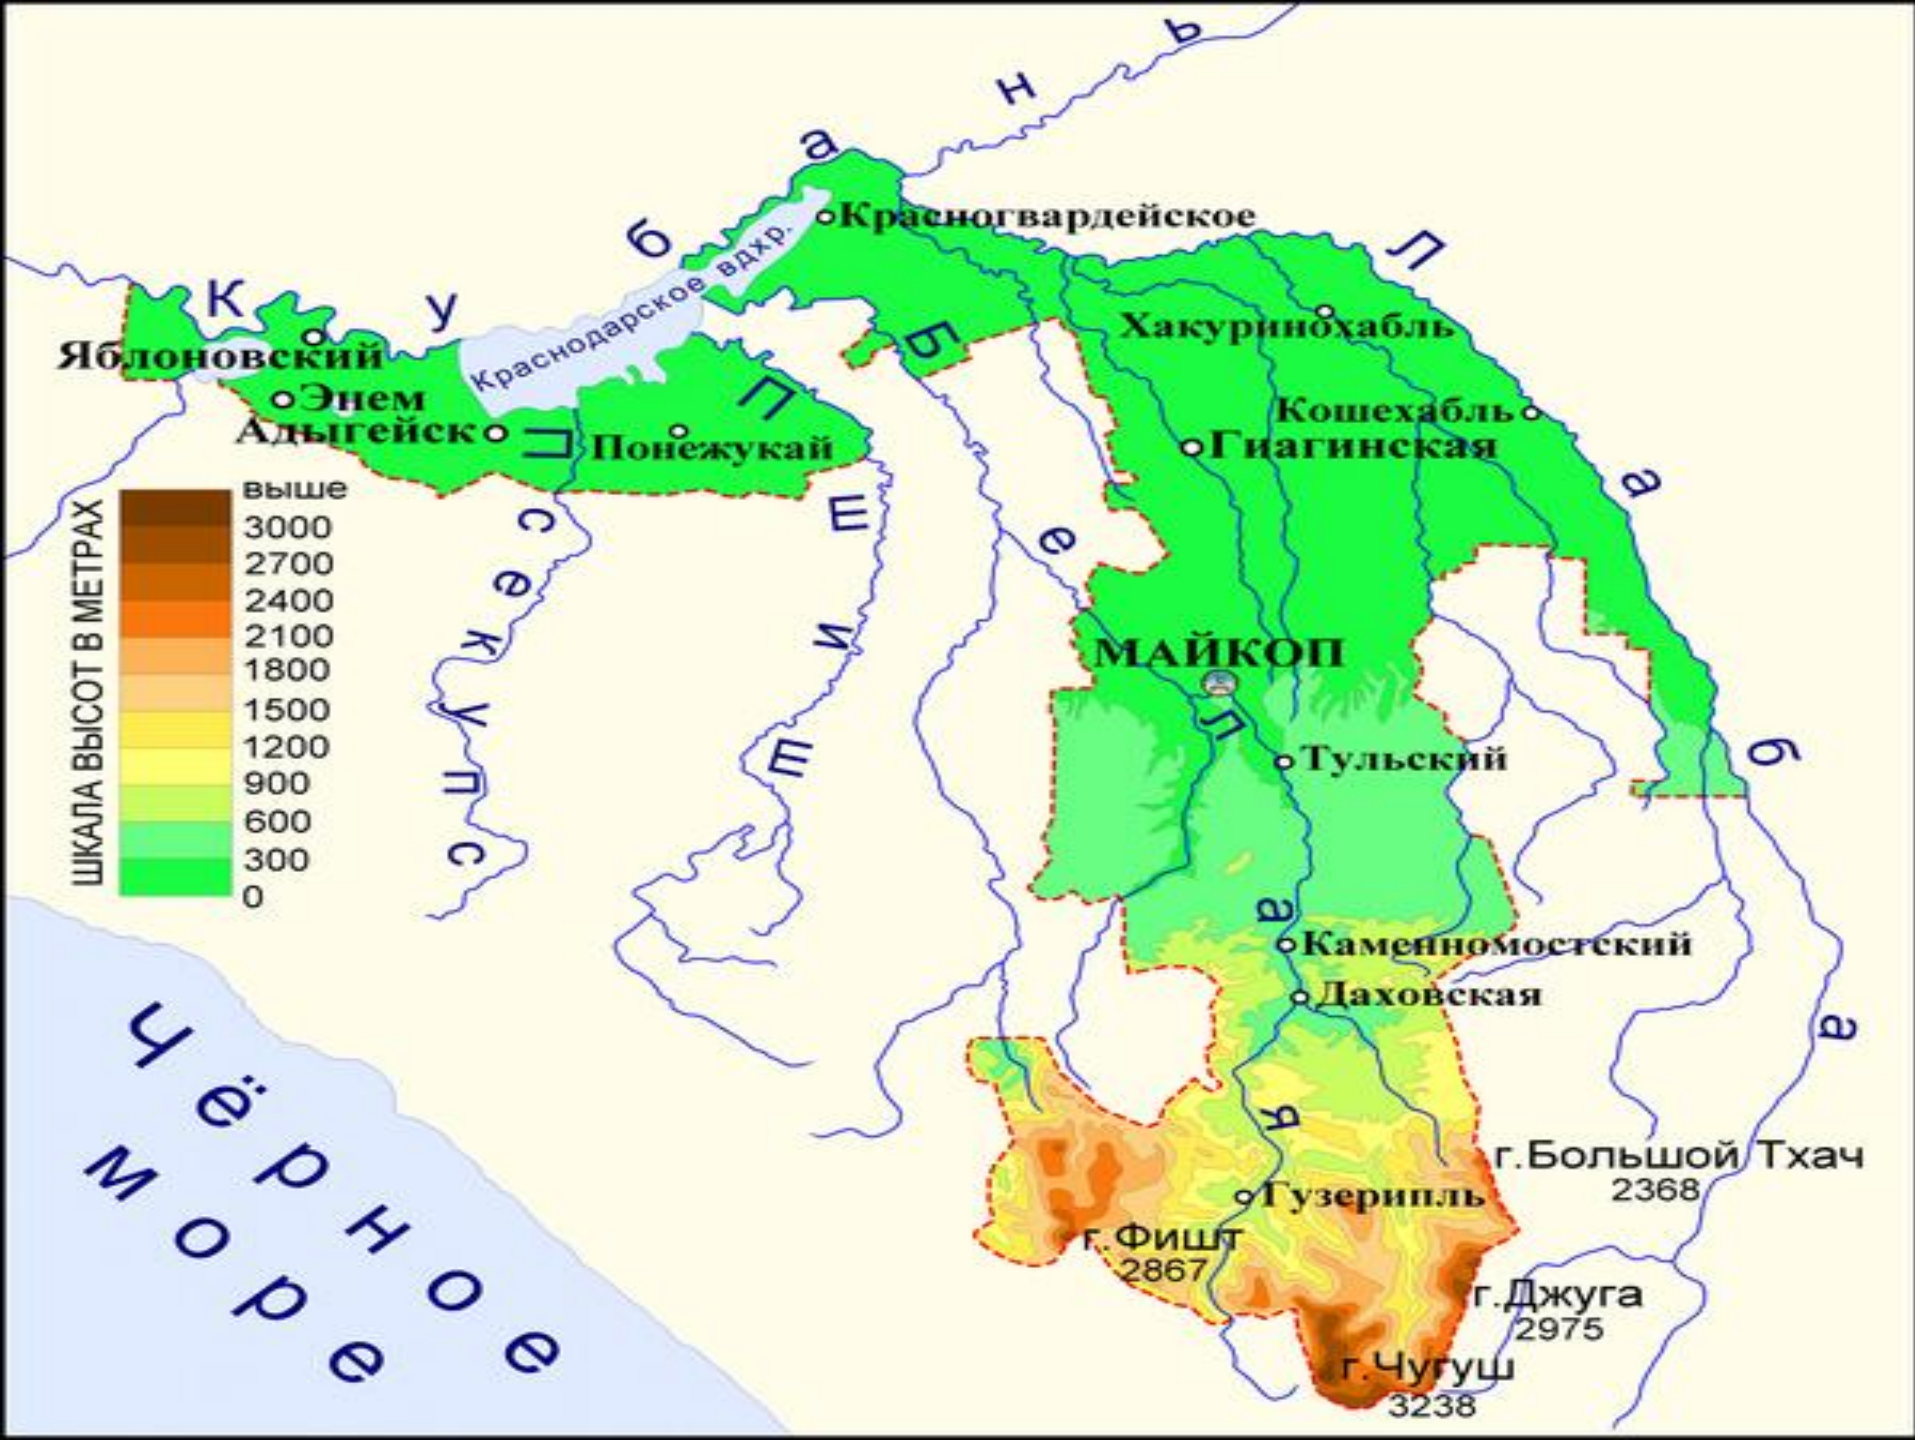 Кубань
Красногвардейское
Краснодарское вдхр.
Лаба
Яблоновский
Хакуринохабль
Энем
Адыгейск
Понежукай
Кошехабль
Гиагинская
Псекупс
Пшиш
Белая
МАЙКОП
Тульский
Каменномостский
Даховская
Гузерипль
г.Большой Тхач
2368
г.Фишт
2867
г.Джуга
2975
г.Чугуш
3238
ШКАЛА ВЫСОТ В МЕТРАХ
выше
3000
2700
2400
2100
1800
1500
1200
900
600
300
0
Чёрное
море